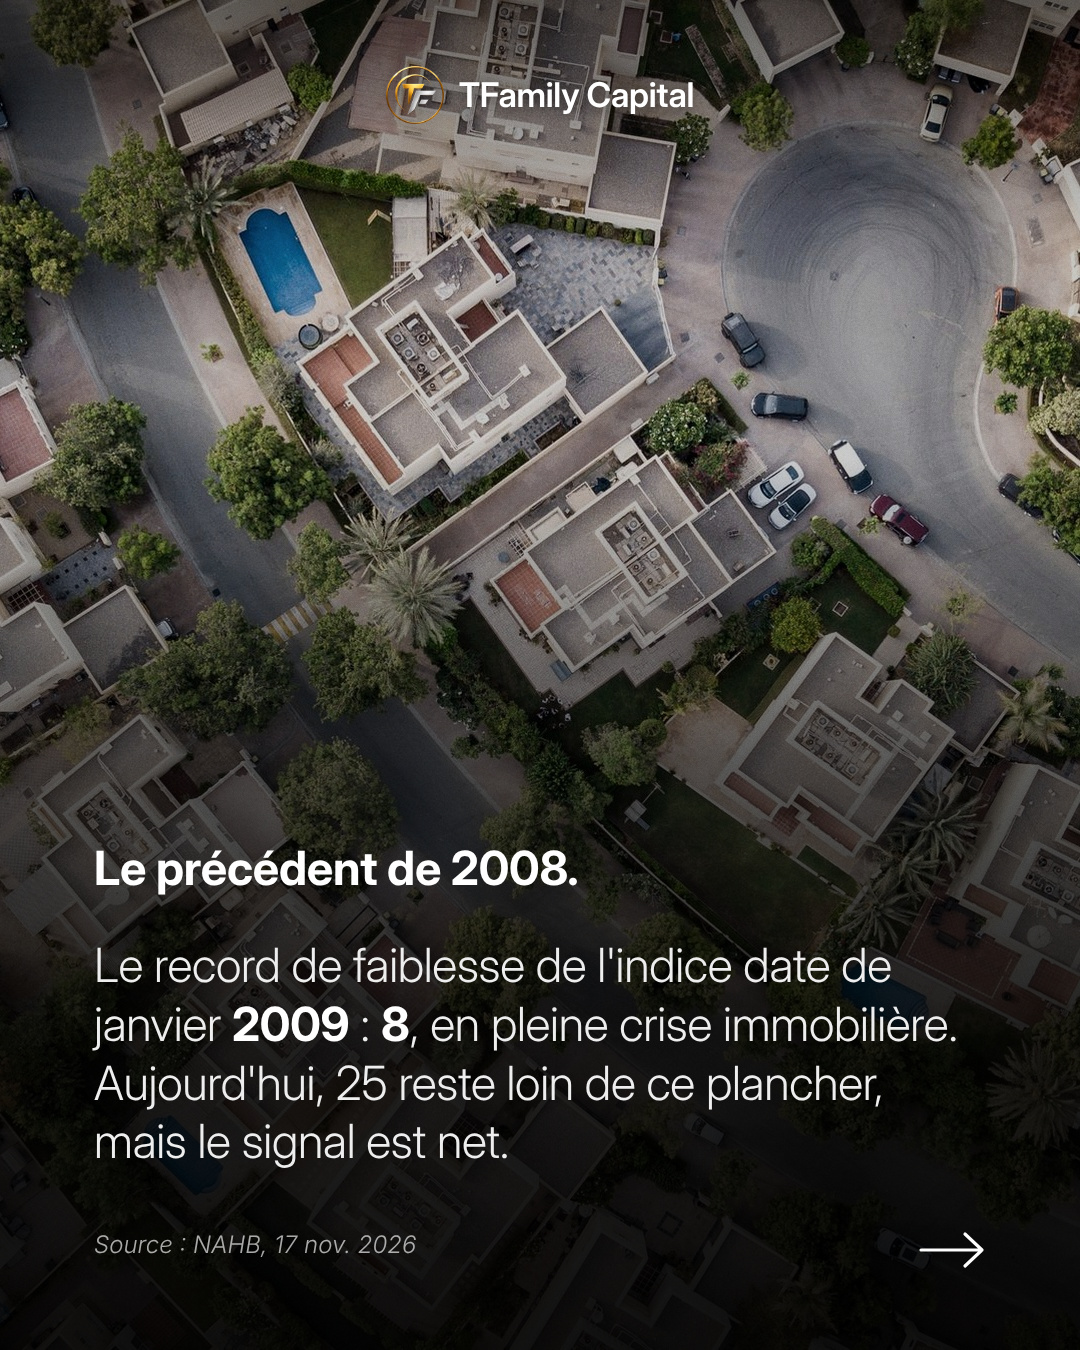 TFamily Capital
Le précédent de 2008.
Le record de faiblesse de l'indice date de
janvier 2009 : 8, en pleine crise immobilière.
Aujourd'hui, 25 reste loin de ce plancher,
mais le signal est net.
Source : NAHB, 17 nov. 2026